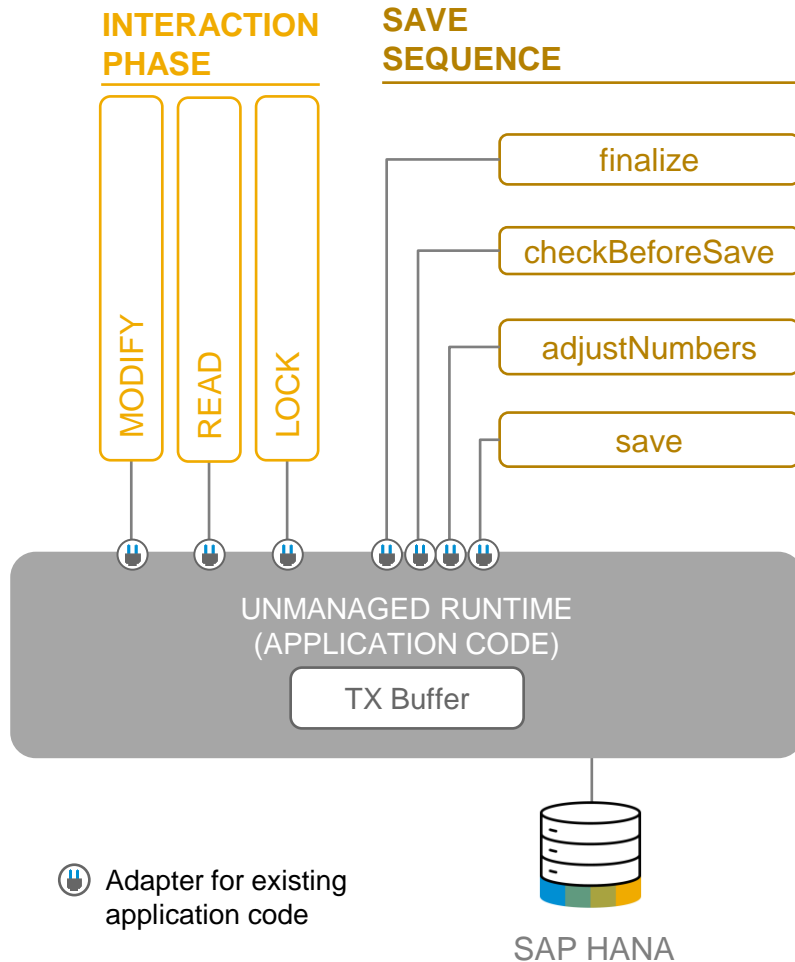 INTERACTION
PHASE
SAVE
SEQUENCE
MODIFY
READ
LOCK
finalize
checkBeforeSave
adjustNumbers
save
UNMANAGED RUNTIME
(APPLICATION CODE)
TX Buffer
Adapter for existing
application code
SAP HANA